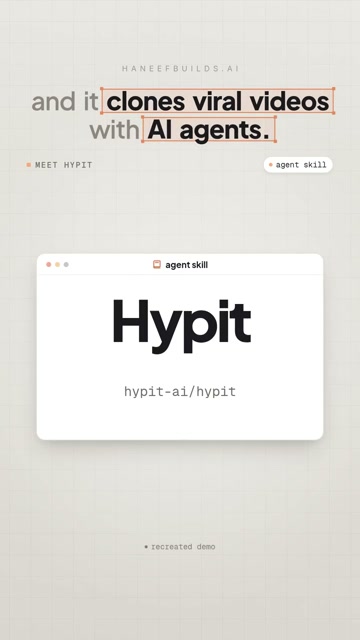 HANEEFBUILDS.AI
and it clones viral videos
with AI agents.
MEET HYPIT
agent skill
agent skill
Hypit
hypit-ai/hypit
recreated demo